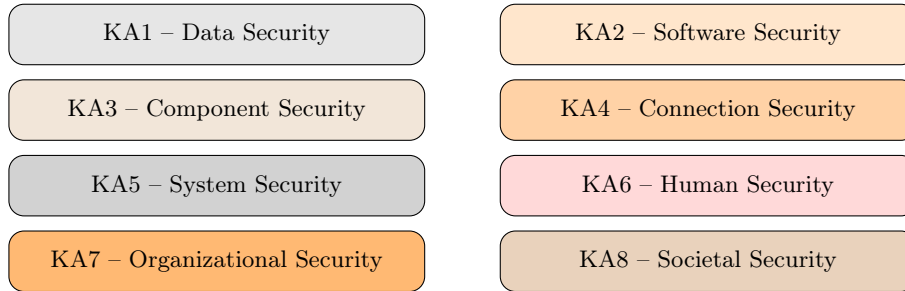 KA1 – Data Security
KA2 – Software Security
KA3 – Component Security
KA4 – Connection Security
KA5 – System Security
KA6 – Human Security
KA7 – Organizational Security
KA8 – Societal Security